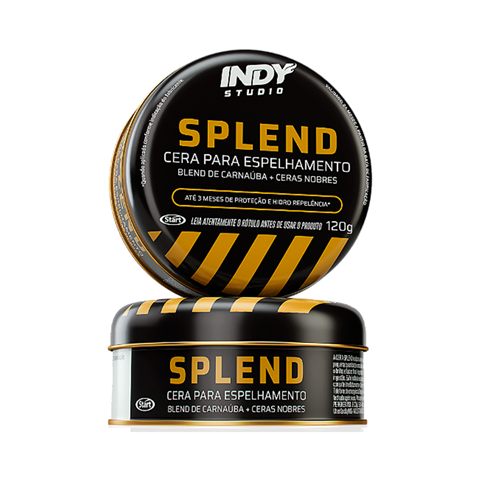 INDY
STUDIO
SPLEND
CERA PARA ESPELHAMENTO
BLEND DE CARNAÚBA + CERAS NOBRES
ATÉ 3 MESES DE PROTEÇÃO E HIDRO REPELÊNCIA*
Start
LEIA ATENTAMENTE O RÓTULO ANTES DE USAR O PRODUTO
120g
SPLEND
CERA PARA ESPELHAMENTO
BLEND DE CARNAÚBA + CERAS NOBRES
Start